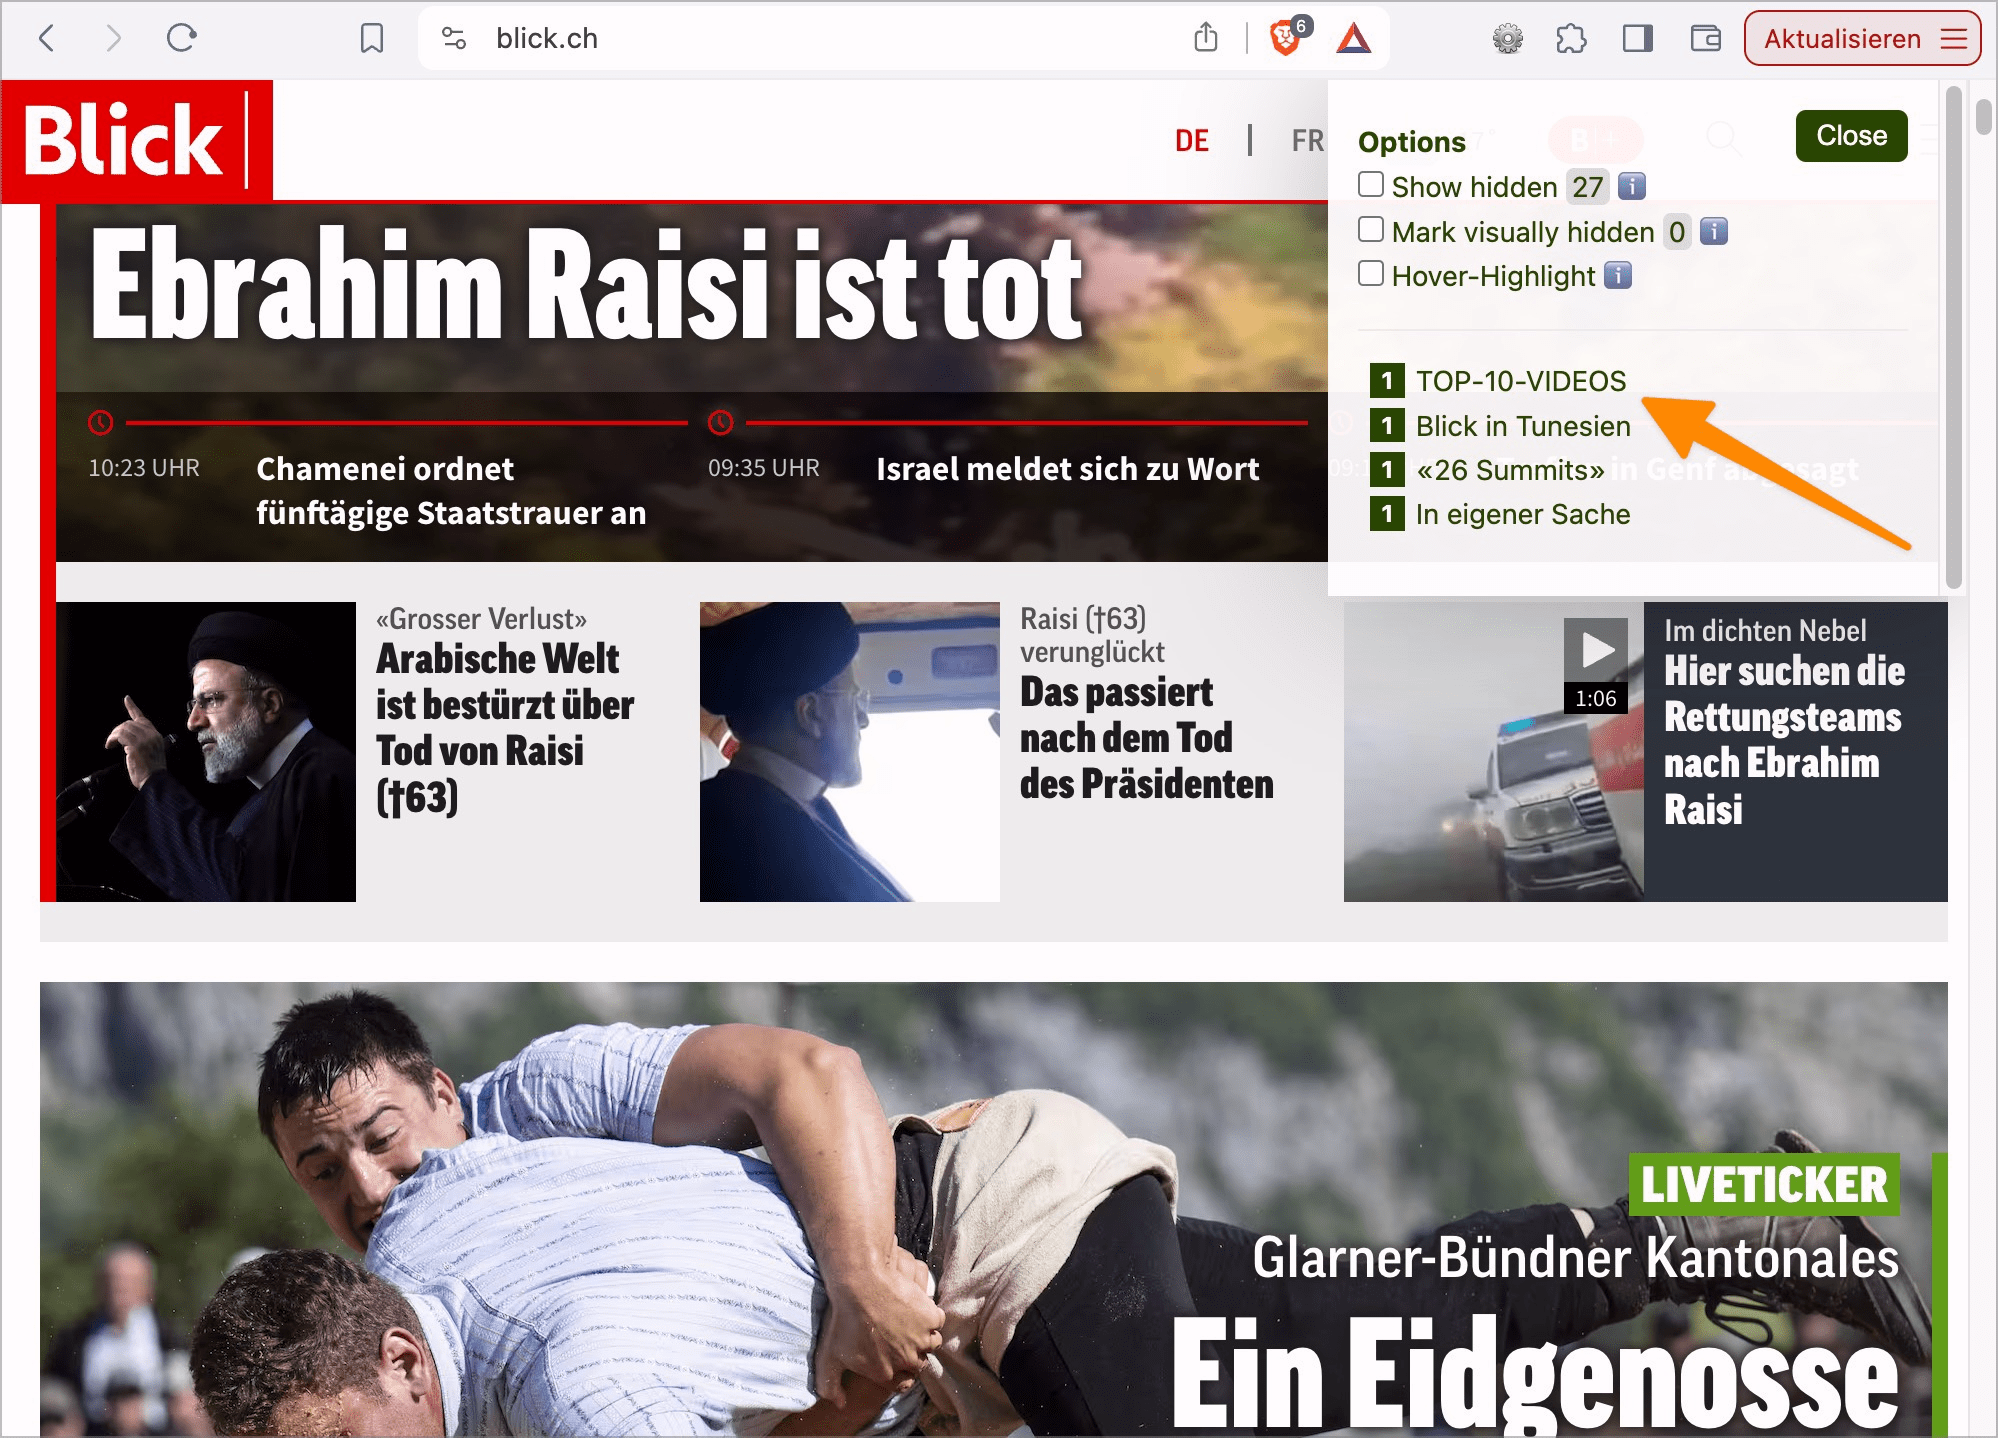 blick.ch
6
Aktualisieren
Blick
DE | FR
Options
Close
Show hidden 27 i
Mark visually hidden 0 i
Hover-Highlight i
1 TOP-10-VIDEOS
1 Blick in Tunesien
1 «26 Summits»
1 In eigener Sache
Ebrahim Raisi ist tot
10:23 UHR
Chamenei ordnet
fünftägige Staatstrauer an
09:35 UHR
Israel meldet sich zu Wort
in Genf abgesagt
«Grosser Verlust»
Arabische Welt
ist bestürzt über
Tod von Raisi
(†63)
Raisi (†63)
verunglückt
Das passiert
nach dem Tod
des Präsidenten
1:06
Im dichten Nebel
Hier suchen die
Rettungsteams
nach Ebrahim
Raisi
LIVETICKER
Glarner-Bündner Kantonales
Ein Eidgenosse